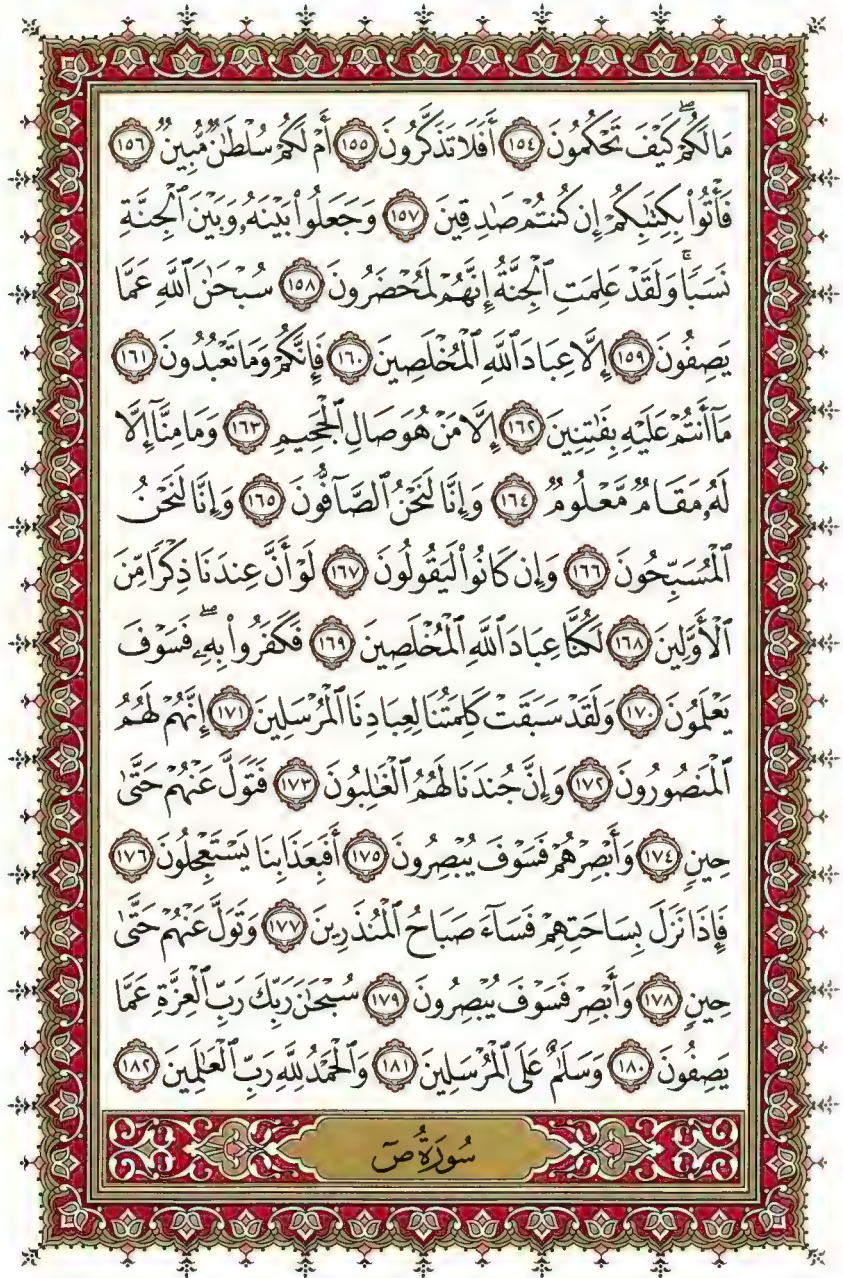 مَا لَكُمْ كَيْفَ تَحْكُمُونَ ١٥٤ أَفَلَا تَذَكَّرُونَ ١٥٥ أَمْ لَكُمْ سُلْطَٰنٌ مُّبِينٌ ١٥٦
فَأْتُوا۟ بِكِتَٰبِكُمْ إِن كُنتُمْ صَٰدِقِينَ ١٥٧ وَجَعَلُوا۟ بَيْنَهُۥ وَبَيْنَ ٱلْجِنَّةِ
نَسَبًاۚ وَلَقَدْ عَلِمَتِ ٱلْجِنَّةُ إِنَّهُمْ لَمُحْضَرُونَ ١٥٨ سُبْحَٰنَ ٱللَّهِ عَمَّا
يَصِفُونَ ١٥٩ إِلَّا عِبَادَ ٱللَّهِ ٱلْمُخْلَصِينَ ١٦٠ فَإِنَّكُمْ وَمَا تَعْبُدُونَ ١٦١
مَآ أَنتُمْ عَلَيْهِ بِفَٰتِنِينَ ١٦٢ إِلَّا مَنْ هُوَ صَالِ ٱلْجَحِيمِ ١٦٣ وَمَا مِنَّآ إِلَّا
لَهُۥ مَقَامٌ مَّعْلُومٌ ١٦٤ وَإِنَّا لَنَحْنُ ٱلصَّآفُّونَ ١٦٥ وَإِنَّا لَنَحْنُ
ٱلْمُسَبِّحُونَ ١٦٦ وَإِن كَانُوا۟ لَيَقُولُونَ ١٦٧ لَوْ أَنَّ عِندَنَا ذِكْرًا مِّنَ
ٱلْأَوَّلِينَ ١٦٨ لَكُنَّا عِبَادَ ٱللَّهِ ٱلْمُخْلَصِينَ ١٦٩ فَكَفَرُوا۟ بِهِۦۖ فَسَوْفَ
يَعْلَمُونَ ١٧٠ وَلَقَدْ سَبَقَتْ كَلِمَتُنَا لِعِبَادِنَا ٱلْمُرْسَلِينَ ١٧١ إِنَّهُمْ لَهُمُ
ٱلْمَنصُورُونَ ١٧٢ وَإِنَّ جُندَنَا لَهُمُ ٱلْغَٰلِبُونَ ١٧٣ فَتَوَلَّ عَنْهُمْ حَتَّىٰ
حِينٍ ١٧٤ وَأَبْصِرْهُمْ فَسَوْفَ يُبْصِرُونَ ١٧٥ أَفَبِعَذَابِنَا يَسْتَعْجِلُونَ ١٧٦
فَإِذَا نَزَلَ بِسَاحَتِهِمْ فَسَآءَ صَبَاحُ ٱلْمُنذَرِينَ ١٧٧ وَتَوَلَّ عَنْهُمْ حَتَّىٰ
حِينٍ ١٧٨ وَأَبْصِرْ فَسَوْفَ يُبْصِرُونَ ١٧٩ سُبْحَٰنَ رَبِّكَ رَبِّ ٱلْعِزَّةِ عَمَّا
يَصِفُونَ ١٨٠ وَسَلَٰمٌ عَلَى ٱلْمُرْسَلِينَ ١٨١ وَٱلْحَمْدُ لِلَّهِ رَبِّ ٱلْعَٰلَمِينَ ١٨٢
سُورَةُ صٓ